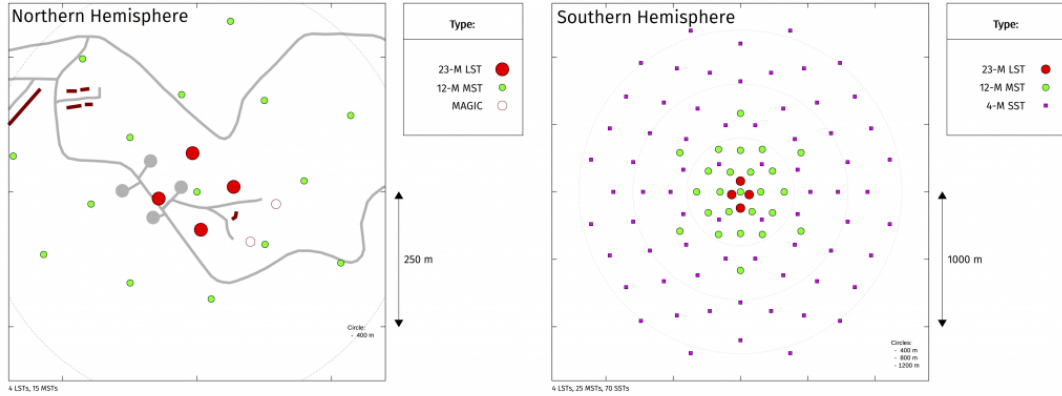 Northern Hemisphere
Type:
23-M LST
12-M MST
MAGIC
250 m
Circle:
- 400 m
4 LSTs, 15 MSTs
Southern Hemisphere
Type:
23-M LST
12-M MST
4-M SST
1000 m
Circles:
- 400 m
- 800 m
- 1200 m
4 LSTs, 25 MSTs, 70 SSTs